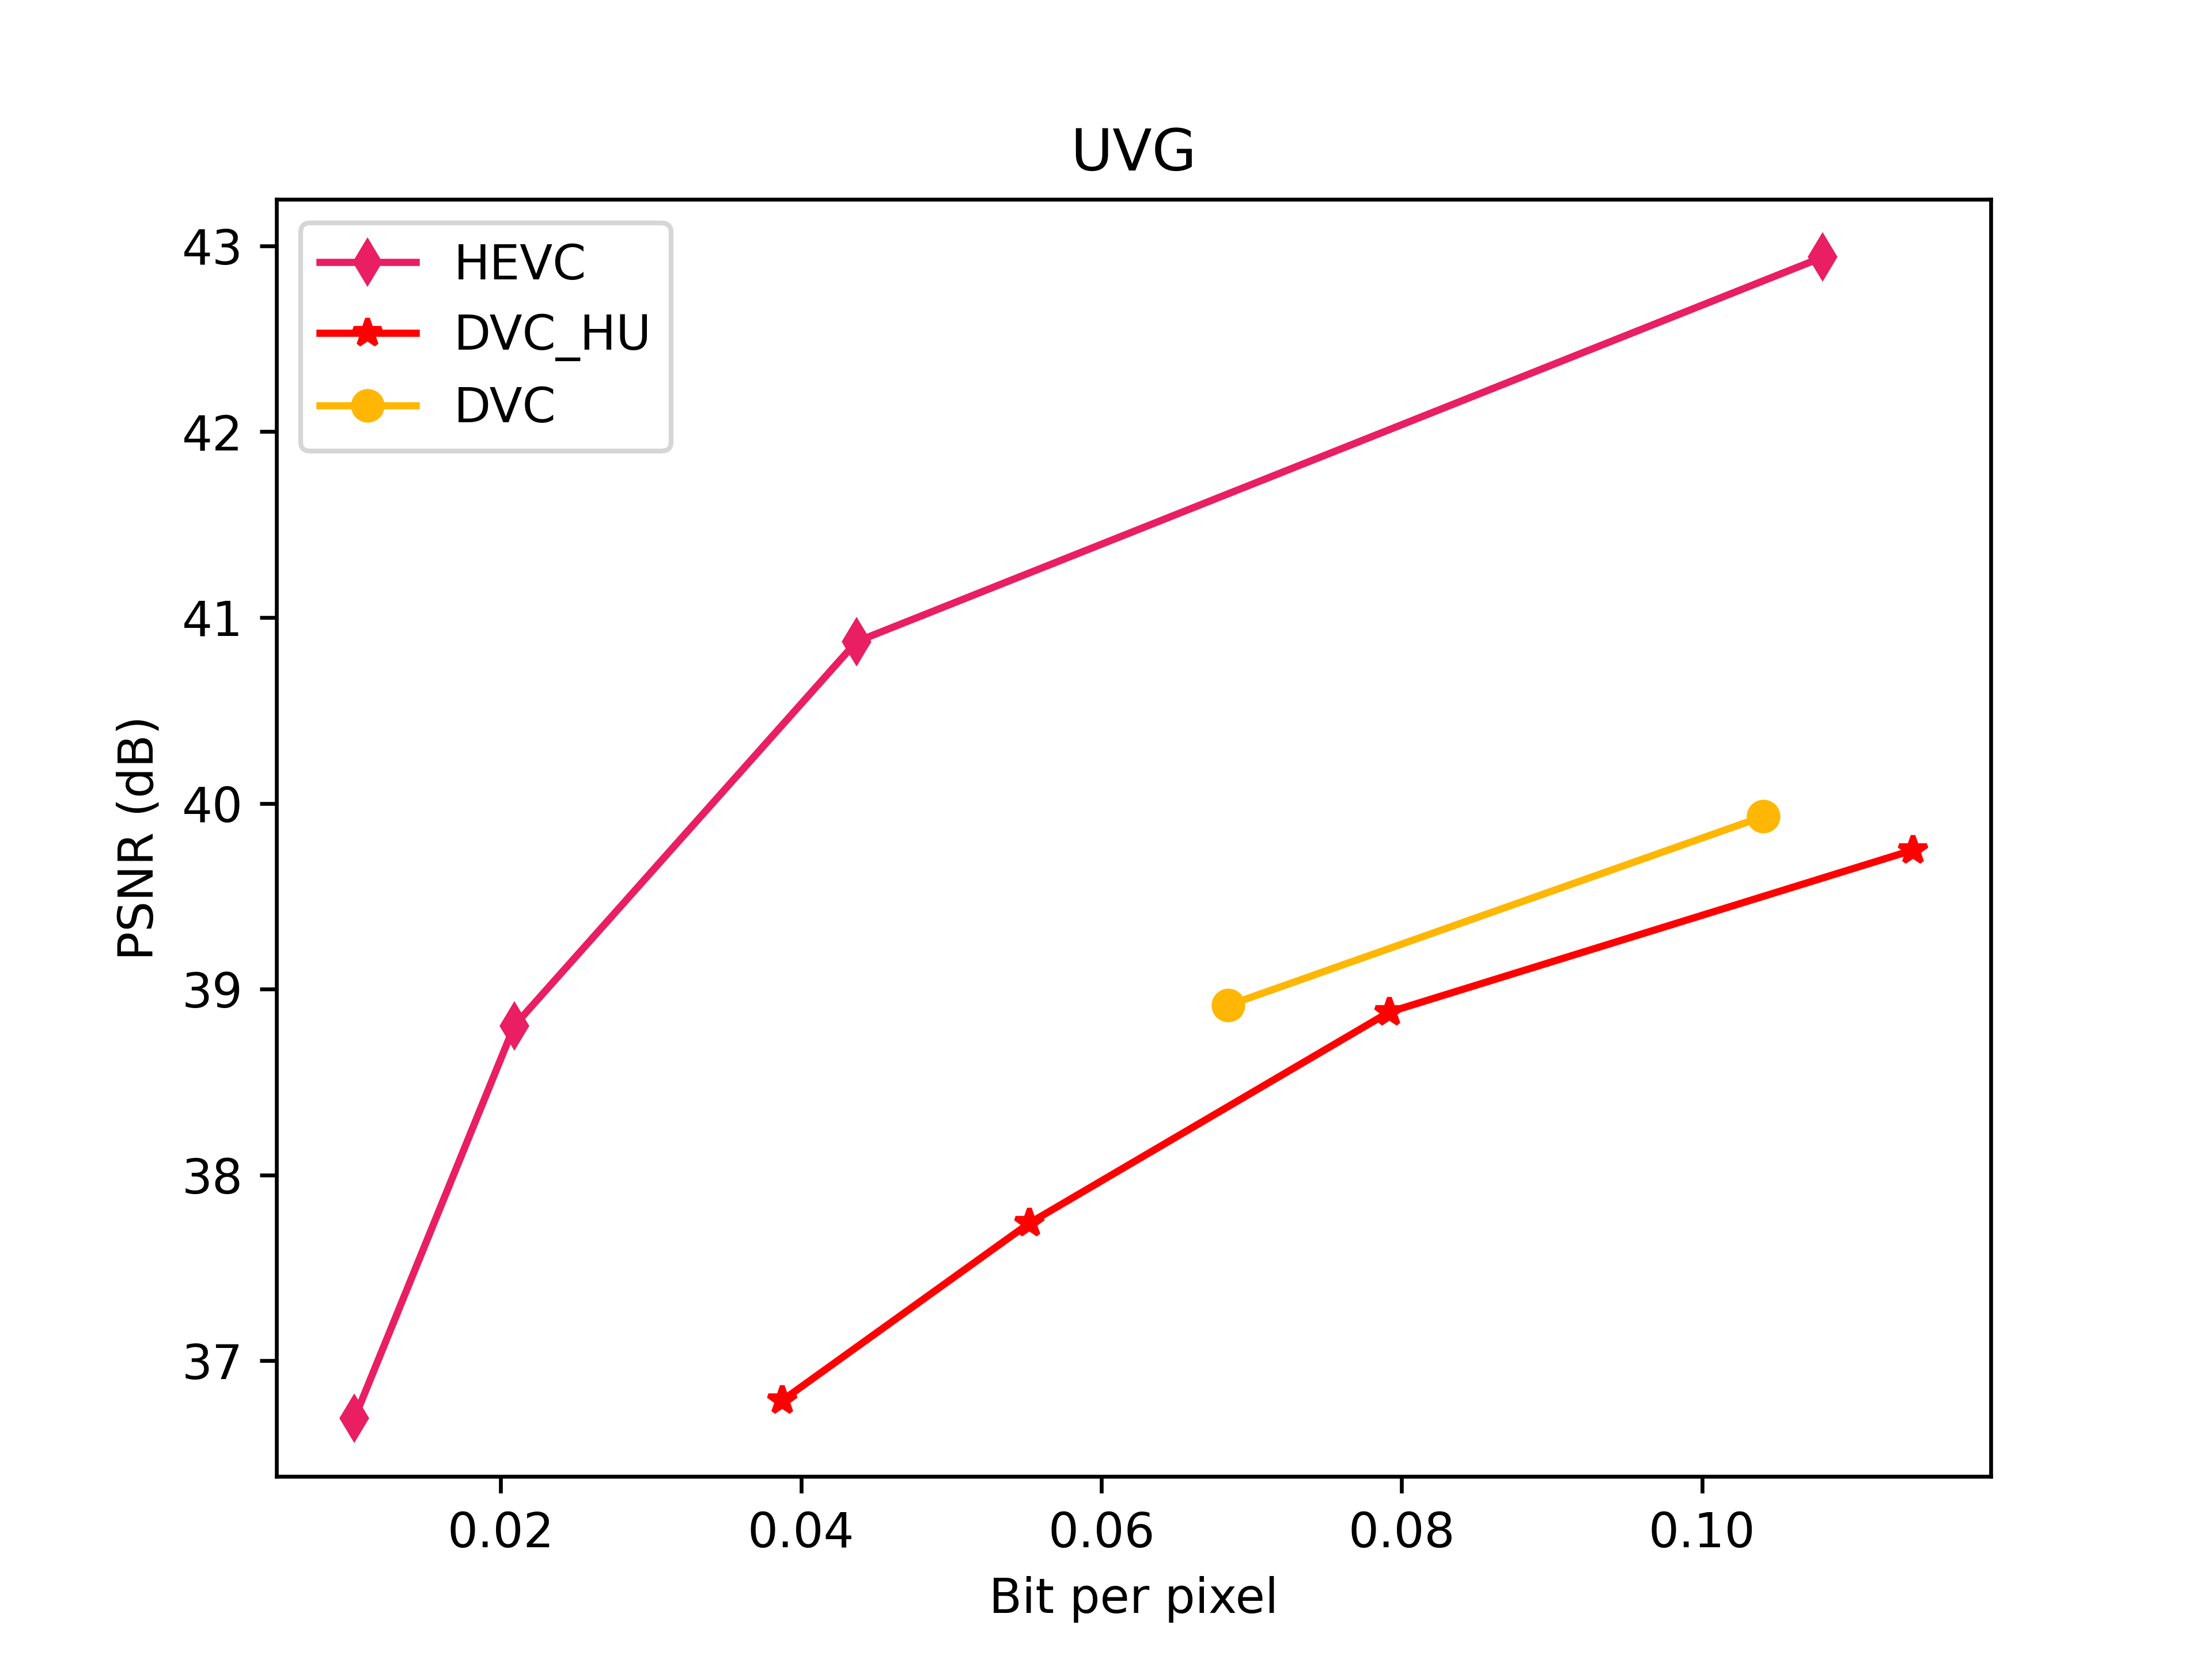 UVG
HEVC
DVC_HU
DVC
PSNR (dB)
43
42
41
40
39
38
37
0.02 0.04 0.06 0.08 0.10
Bit per pixel